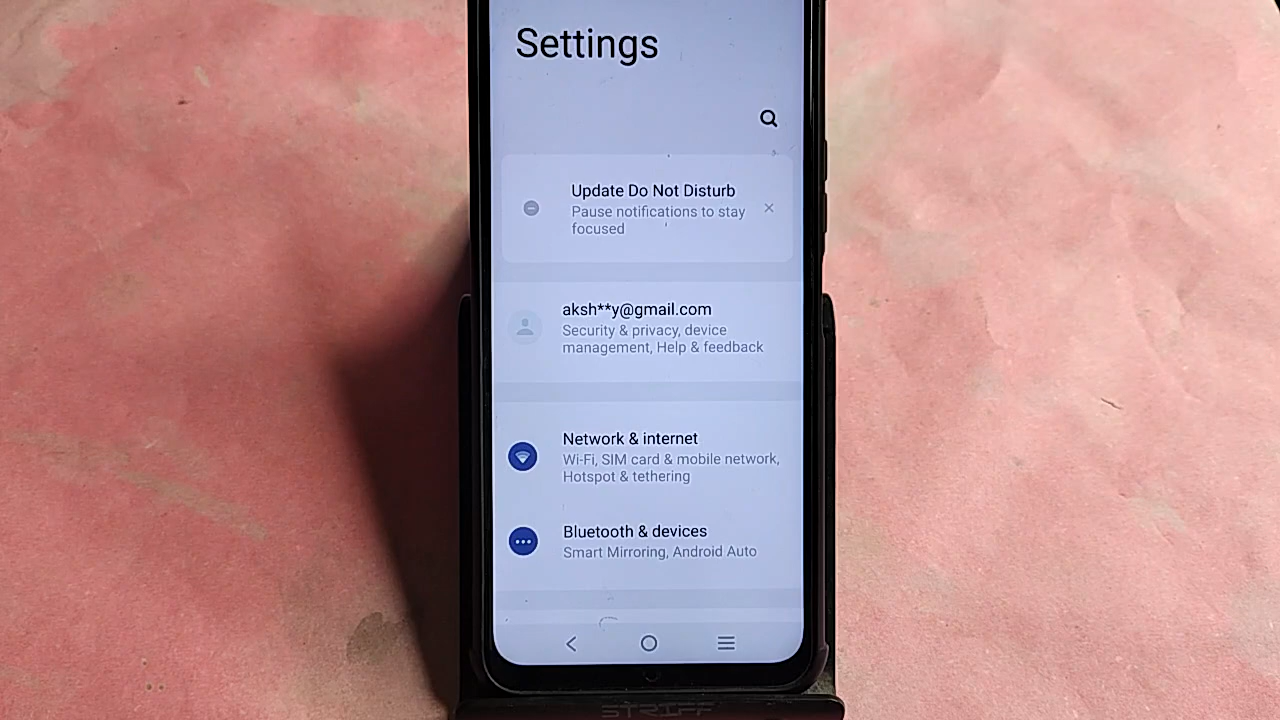 Settings
Update Do Not Disturb
Pause notifications to stay
focused
aksh**y@gmail.com
Security & privacy, device
management, Help & feedback
Network & internet
Wi-Fi, SIM card & mobile network,
Hotspot & tethering
Bluetooth & devices
Smart Mirroring, Android Auto
STRIFF